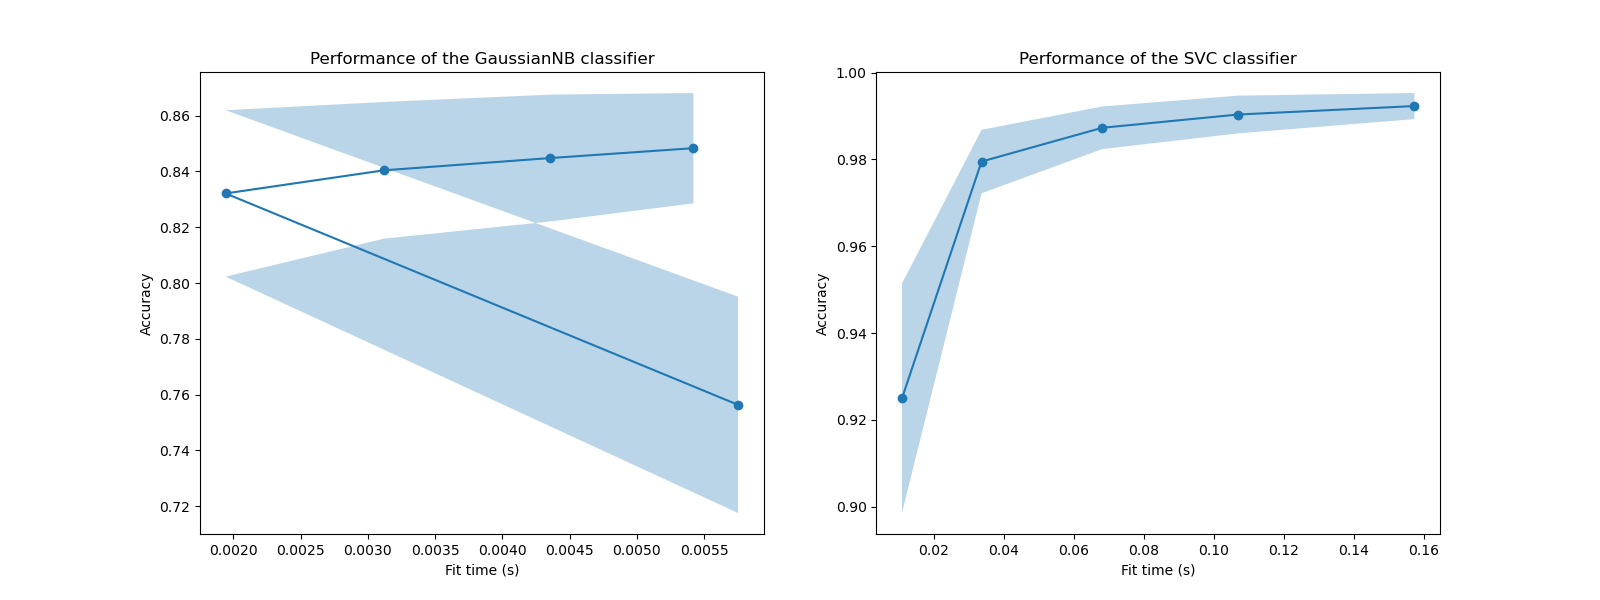 Performance of the GaussianNB classifier
0.86
0.84
0.82
0.80
0.78
0.76
0.74
0.72
Accuracy
0.0020 0.0025 0.0030 0.0035 0.0040 0.0045 0.0050 0.0055
Fit time (s)
Performance of the SVC classifier
1.00
0.98
0.96
0.94
0.92
0.90
Accuracy
0.02 0.04 0.06 0.08 0.10 0.12 0.14 0.16
Fit time (s)